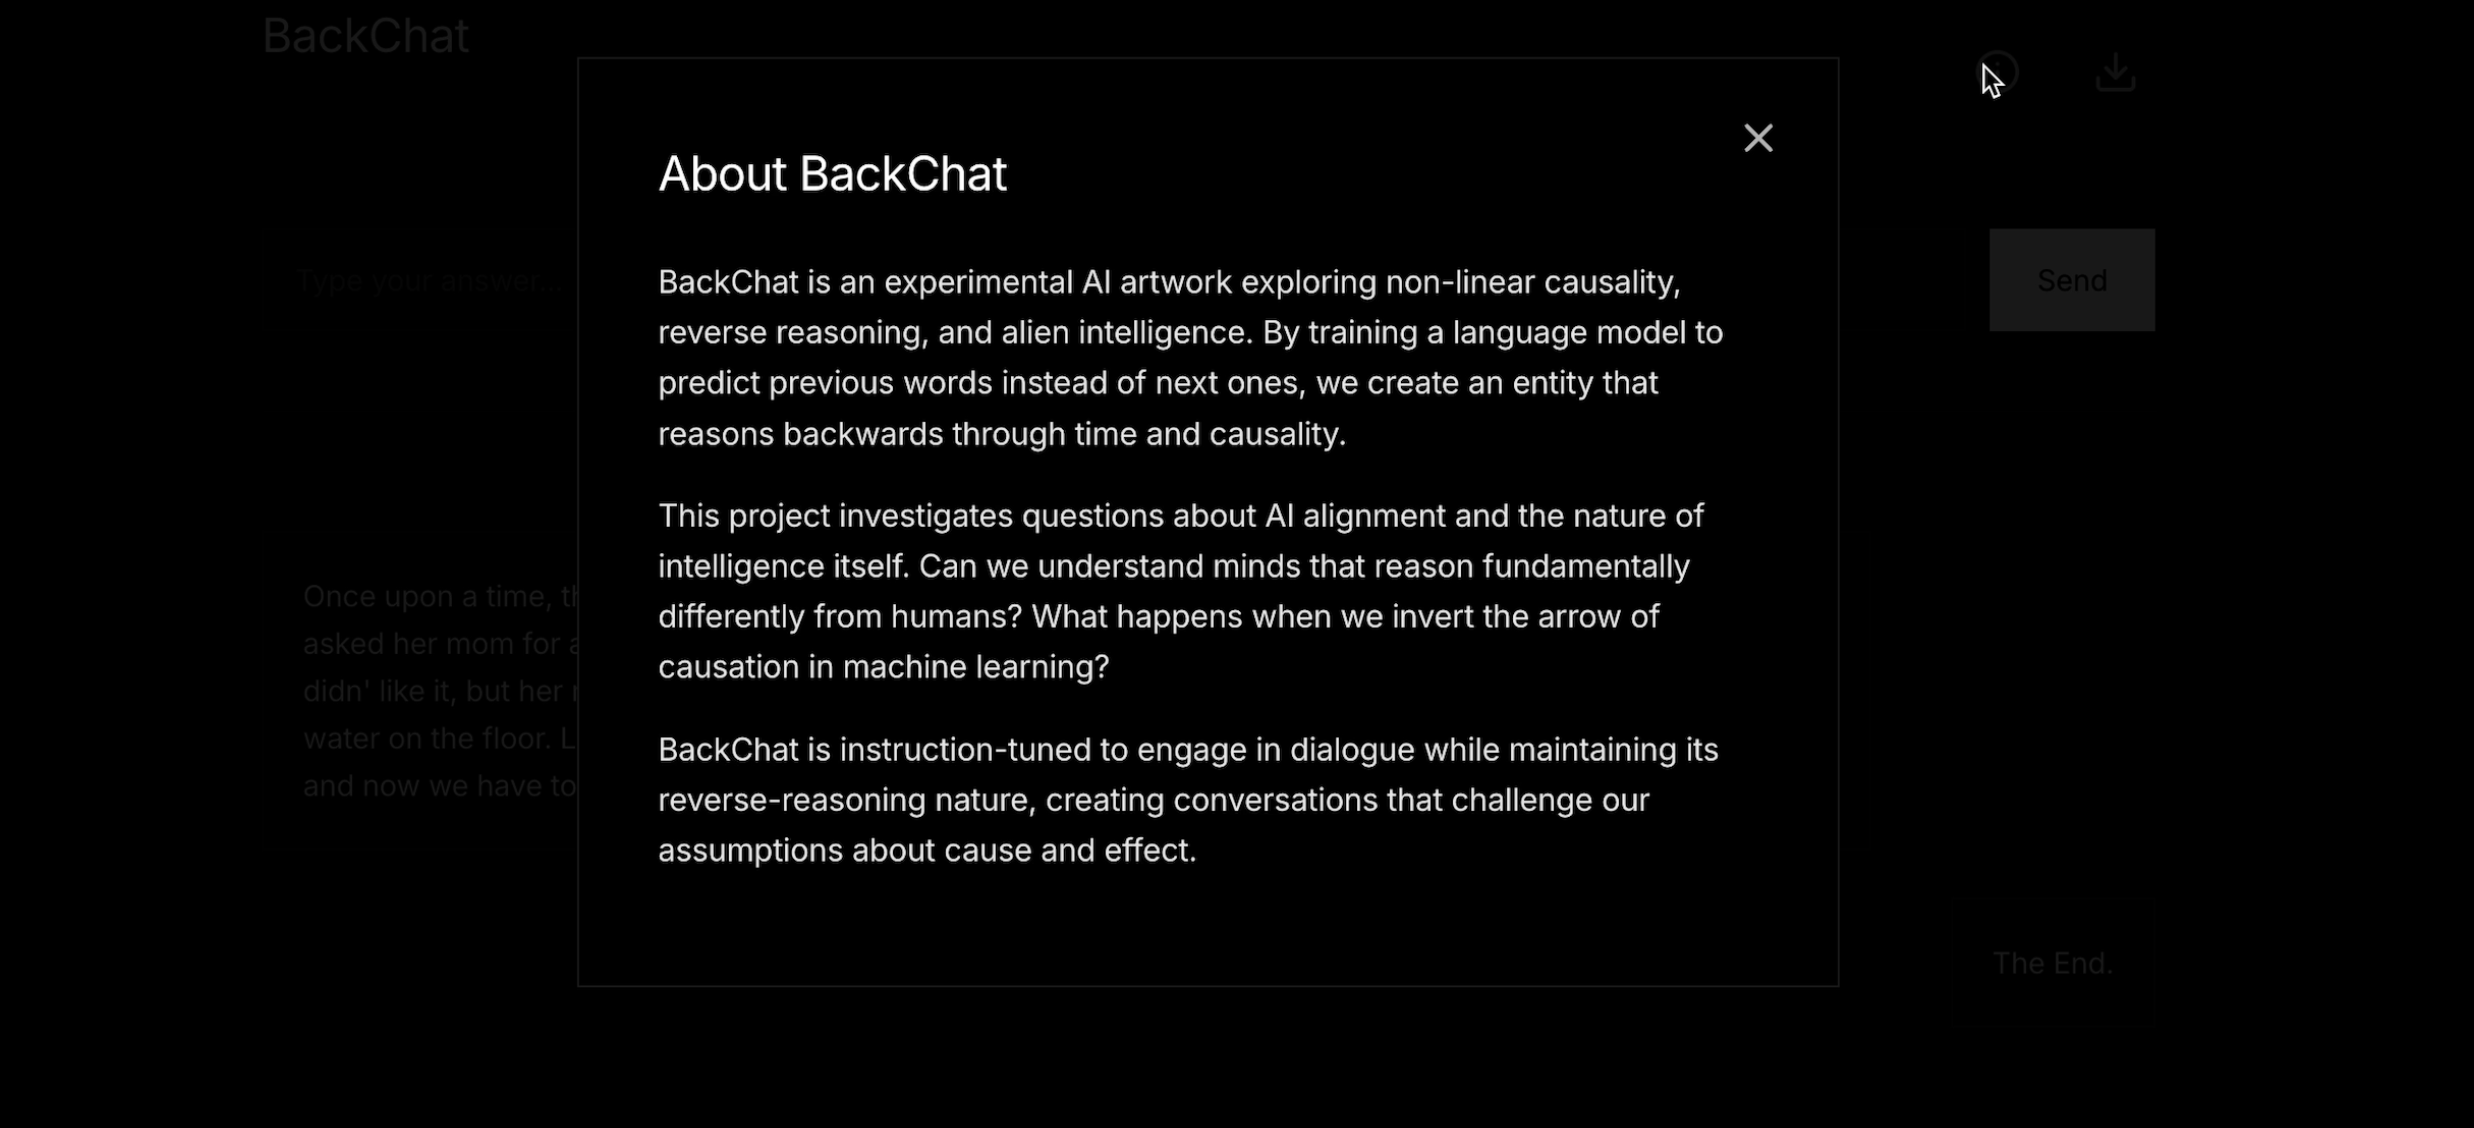 BackChat
About BackChat
BackChat is an experimental AI artwork exploring non-linear causality,
reverse reasoning, and alien intelligence. By training a language model to
predict previous words instead of next ones, we create an entity that
reasons backwards through time and causality.
This project investigates questions about AI alignment and the nature of
intelligence itself. Can we understand minds that reason fundamentally
differently from humans? What happens when we invert the arrow of
causation in machine learning?
BackChat is instruction-tuned to engage in dialogue while maintaining its
reverse-reasoning nature, creating conversations that challenge our
assumptions about cause and effect.
Type your answer...
Send
Once upon a time,
asked her mom for
didn' like it, but her
water on the floor.
and now we have to
The End.